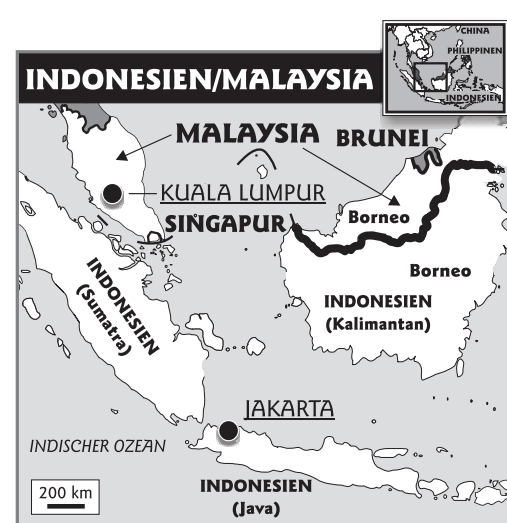 CHINA
PHILIPPINEN
INDONESIEN
INDONESIEN/MALAYSIA
MALAYSIA
BRUNEI
KUALA LUMPUR
SINGAPUR
Borneo
Borneo
INDONESIEN
(Sumatra)
INDONESIEN
(Kalimantan)
JAKARTA
INDISCHER OZEAN
INDONESIEN
(Java)
200 km